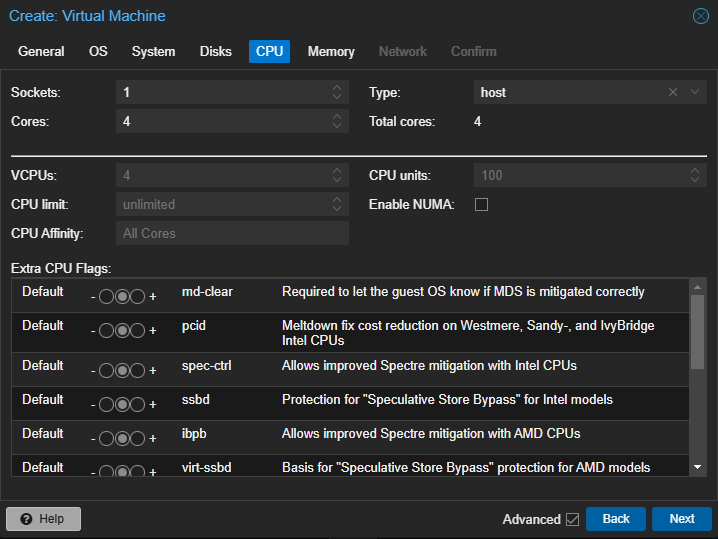 Create: Virtual Machine
General OS System Disks CPU Memory Network Confirm
Sockets: 1 Type: host
Cores: 4 Total cores: 4
VCPUs: 4 CPU units: 100
CPU limit: unlimited Enable NUMA:
CPU Affinity: All Cores
Extra CPU Flags:
Default - + md-clear Required to let the guest OS know if MDS is mitigated correctly
Default - + pcid Meltdown fix cost reduction on Westmere, Sandy-, and IvyBridge
Intel CPUs
Default - + spec-ctrl Allows improved Spectre mitigation with Intel CPUs
Default - + ssbd Protection for "Speculative Store Bypass" for Intel models
Default - + ibpb Allows improved Spectre mitigation with AMD CPUs
Default - + virt-ssbd Basis for "Speculative Store Bypass" protection for AMD models
? Help Advanced Back Next